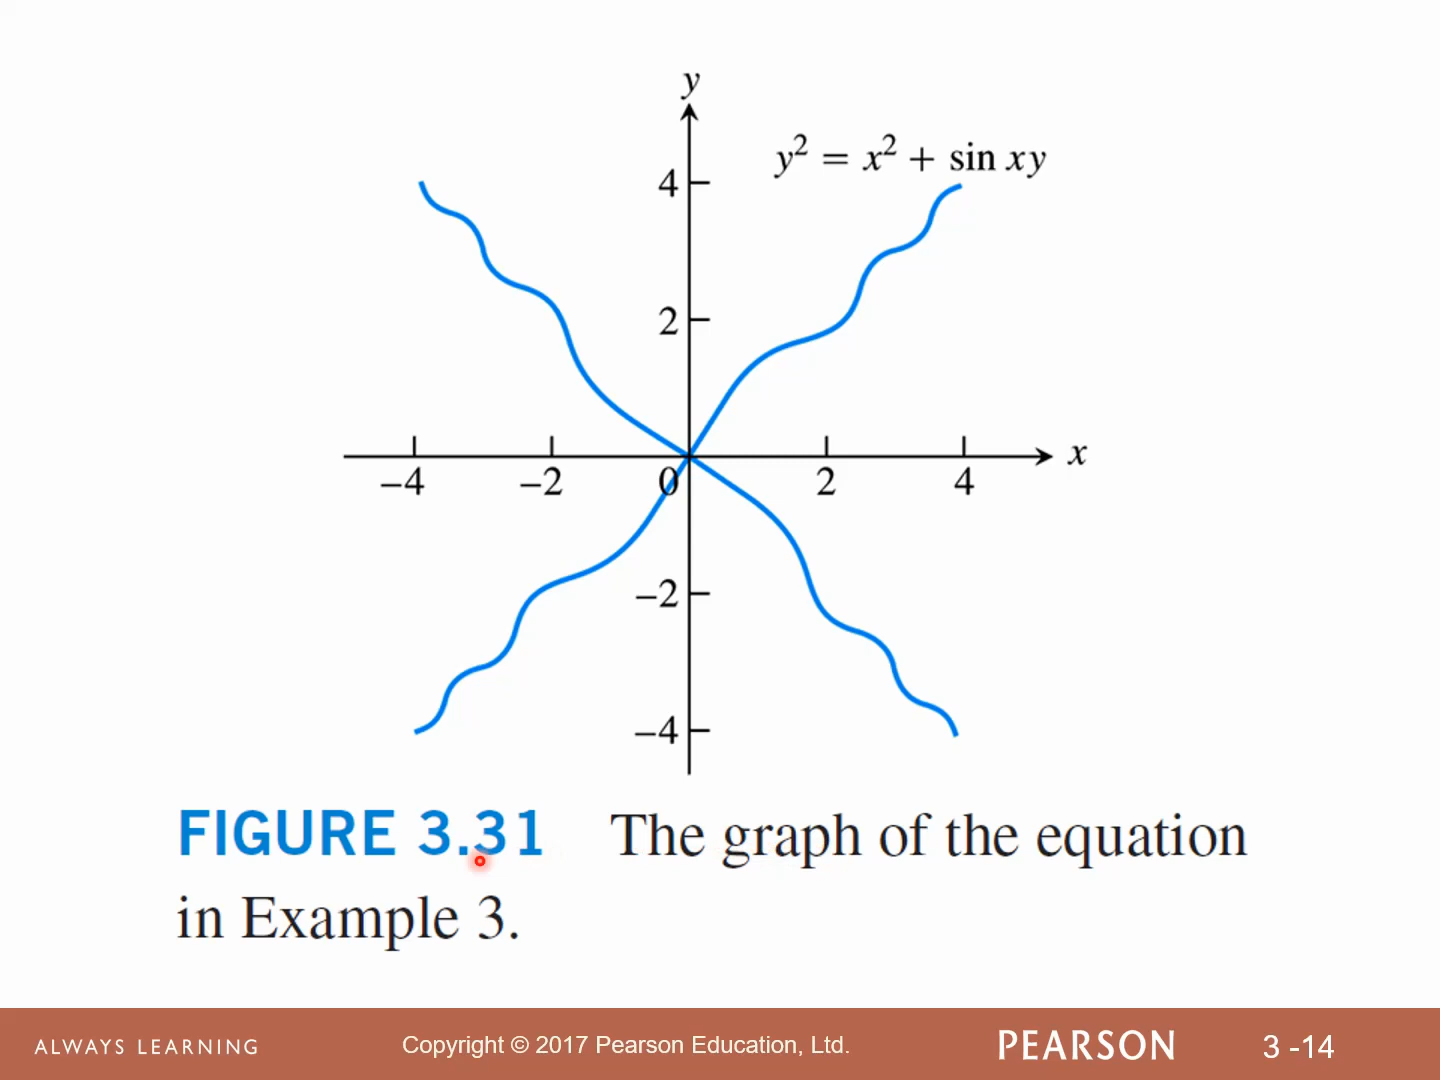 y
y² = x² + sin xy
4
2
x
−4 −2 0 2 4
−2
−4
FIGURE 3.31 The graph of the equation
in Example 3.
ALWAYS LEARNING Copyright © 2017 Pearson Education, Ltd. PEARSON 3 -14